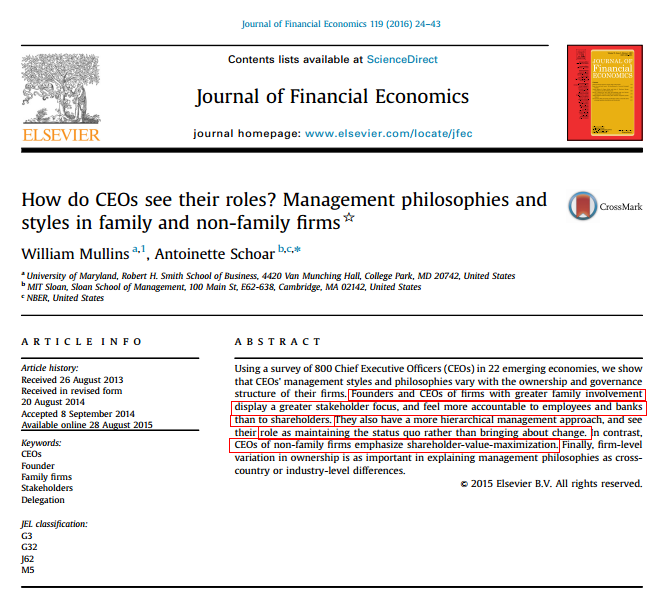 Journal of Financial Economics 119 (2016) 24–43
Contents lists available at ScienceDirect
Journal of Financial Economics
journal homepage: www.elsevier.com/locate/jfec
ELSEVIER
JOURNAL OF
Financial
ECONOMICS
How do CEOs see their roles? Management philosophies and
styles in family and non-family firms☆
CrossMark
William Mullins a,1, Antoinette Schoar b,c,*
a University of Maryland, Robert H. Smith School of Business, 4420 Van Munching Hall, College Park, MD 20742, United States
b MIT Sloan, Sloan School of Management, 100 Main St, E62-638, Cambridge, MA 02142, United States
c NBER, United States
ARTICLE INFO
Article history:
Received 26 August 2013
Received in revised form
20 August 2014
Accepted 8 September 2014
Available online 28 August 2015
Keywords:
CEOs
Founder
Family firms
Stakeholders
Delegation
JEL classification:
G3
G32
J62
M5
ABSTRACT
Using a survey of 800 Chief Executive Officers (CEOs) in 22 emerging economies, we show
that CEOs' management styles and philosophies vary with the ownership and governance
structure of their firms. Founders and CEOs of firms with greater family involvement
display a greater stakeholder focus, and feel more accountable to employees and banks
than to shareholders. They also have a more hierarchical management approach, and see
their role as maintaining the status quo rather than bringing about change. In contrast,
CEOs of non-family firms emphasize shareholder-value-maximization. Finally, firm-level
variation in ownership is as important in explaining management philosophies as cross-
country or industry-level differences.
© 2015 Elsevier B.V. All rights reserved.